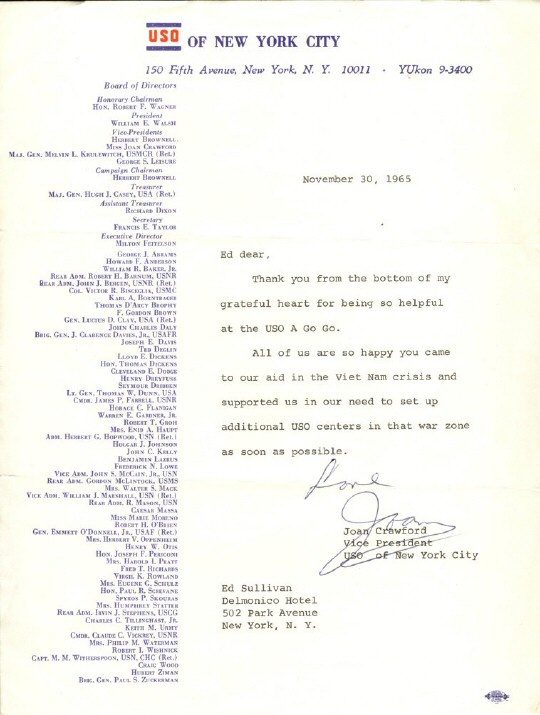 USO OF NEW YORK CITY
150 Fifth Avenue, New York, N. Y. 10011 · YUkon 9-3400
Board of Directors
Honorary Chairman
Hon. Robert F. Wagner
President
William E. Walsh
Vice-Presidents
Herbert Brownell
Miss Joan Crawford
Maj. Gen. Melvin L. Krulewitch, USMCR (Ret.)
George S. Leisure
Campaign Chairman
Herbert Brownell
Treasurer
Maj. Gen. Hugh J. Casey, USA (Ret.)
Assistant Treasurer
Richard Dixon
Secretary
Francis E. Taylor
Executive Director
Milton Feitelson
George J. Abrams
Howard F. Anderson
William R. Baker, Jr.
Rear Adm. Robert H. Barnum, USNR
Rear Adm. John J. Bergen, USNR (Ret.)
Col. Victor R. Bisceglia, USMC
Karl A. Borntrager
Thomas D'Arcy Brophy
F. Gordon Brown
Gen. Lucius D. Clay, USA (Ret.)
John Charles Daly
Brig. Gen. J. Clarence Davies, Jr., USAFR
Joseph E. Davis
Ted Deglin
Lloyd E. Dickens
Hon. Thomas Dickens
Cleveland E. Dodge
Henry Dreyfuss
Seymour Durben
Lt. Gen. Thomas W. Dunn, USA
Cmdr. James P. Farrell, USNR
Horace C. Flanigan
Warren E. Gardner, Jr.
Robert T. Groh
Mrs. Enid A. Haupt
Adm. Herbert G. Hopwood, USN (Ret.)
Holgar J. Johnson
John C. Kelly
Benjamin Lazrus
Frederick N. Lowe
Vice Adm. John S. McCain, Jr., USN
Rear Adm. Gordon McLintock, USMS
Mrs. Walter S. Mack
Vice Adm. William J. Marshall, USN (Ret.)
Rear Adm. R. Mason, USN
Caesar Massa
Miss Marie Moreno
Robert H. O'Brien
Gen. Emmett O'Donnell, Jr., USAF (Ret.)
Mrs. Herbert V. Oppenheim
Henry W. Otis
Hon. Joseph F. Periconi
Mrs. Harold I. Pratt
Fred T. Richards
Virgil K. Rowland
Mrs. Eugene G. Schulz
Hon. Paul R. Screvane
Spyros P. Skouras
Mrs. Humphrey Statter
Rear Adm. Irvin J. Stephens, USCG
Charles C. Tillinghast, Jr.
Keith M. Urmy
Cmdr. Claude C. Vickrey, USNR
Mrs. Philip M. Waterman
Robert I. Wishnick
Capt. M. M. Witherspoon, USN, CHC (Ret.)
Craig Wood
Hubert Ziman
Brig. Gen. Paul S. Zuckerman
November 30, 1965
Ed dear,
Thank you from the bottom of my
grateful heart for being so helpful
at the USO A Go Go.
All of us are so happy you came
to our aid in the Viet Nam crisis and
supported us in our need to set up
additional USO centers in that war zone
as soon as possible.
Love
Joan
Joan Crawford
Vice President
USO of New York City
Ed Sullivan
Delmonico Hotel
502 Park Avenue
New York, N. Y.